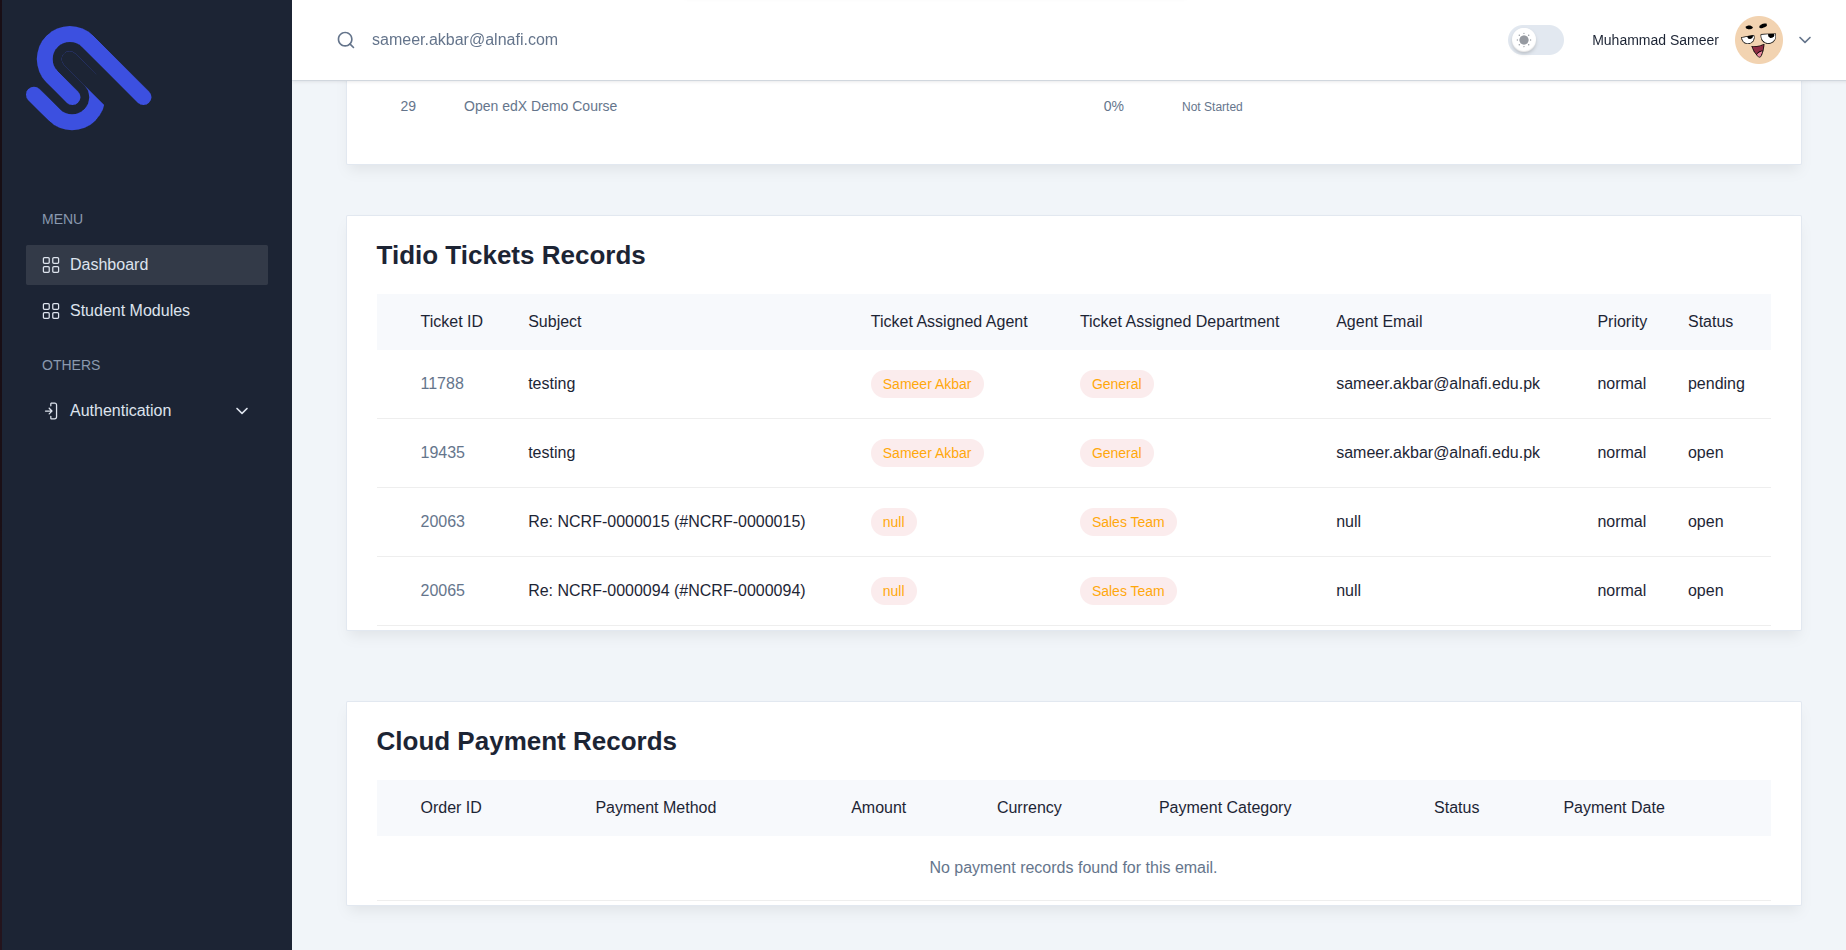 sameer.akbar@alnafi.com
Muhammad Sameer
MENU
Dashboard
Student Modules
OTHERS
Authentication
29 Open edX Demo Course 0% Not Started
Tidio Tickets Records
Ticket ID Subject Ticket Assigned Agent Ticket Assigned Department Agent Email Priority Status
11788 testing Sameer Akbar General sameer.akbar@alnafi.edu.pk normal pending
19435 testing Sameer Akbar General sameer.akbar@alnafi.edu.pk normal open
20063 Re: NCRF-0000015 (#NCRF-0000015) null Sales Team null normal open
20065 Re: NCRF-0000094 (#NCRF-0000094) null Sales Team null normal open
Cloud Payment Records
Order ID Payment Method Amount Currency Payment Category Status Payment Date
No payment records found for this email.